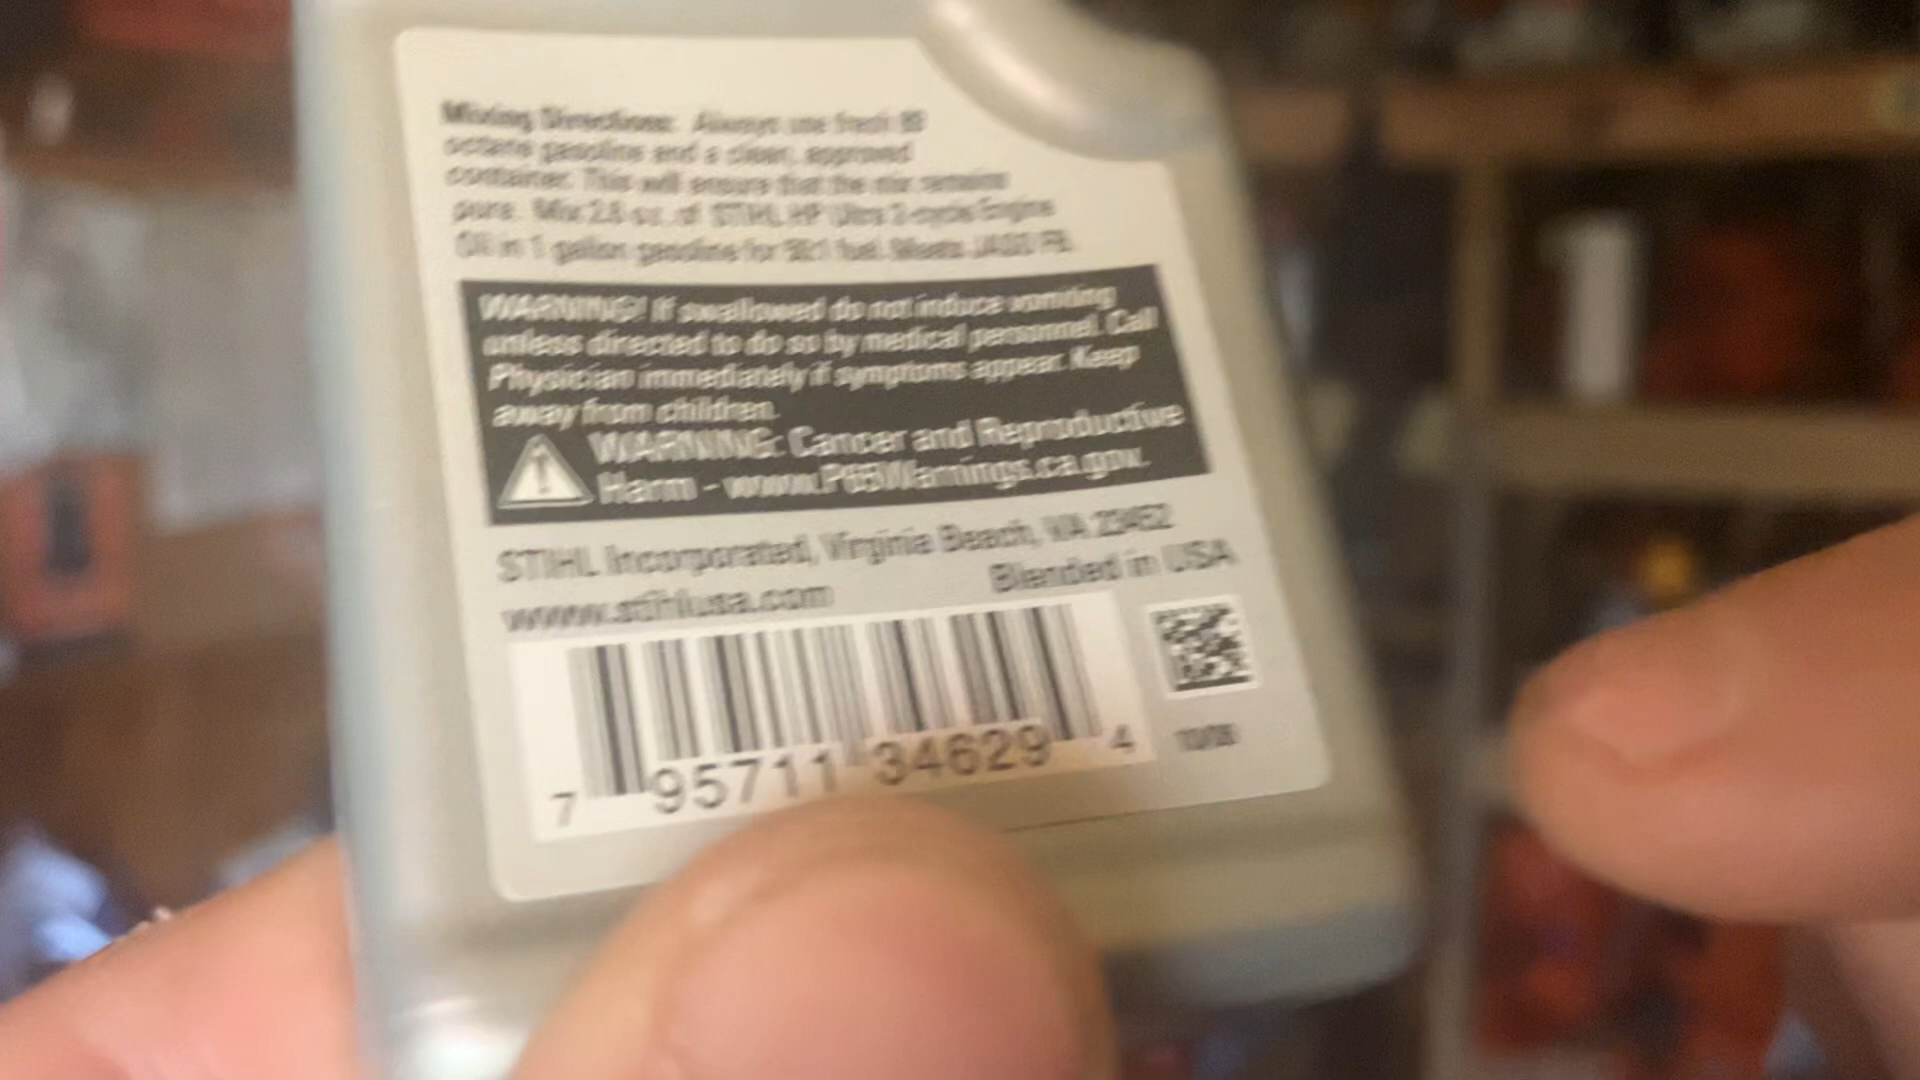 Mixing Directions: Always use fresh 89
octane gasoline and a clean, approved
container. This will ensure that the mix remains
pure. Mix 2.6 oz. of STIHL HP Ultra 2-cycle Engine
Oil in 1 gallon gasoline for 50:1 fuel. Meets JASO FB.
WARNING! If swallowed do not induce vomiting
unless directed to do so by medical personnel. Call
Physician immediately if symptoms appear. Keep
away from children.
WARNING: Cancer and Reproductive
Harm - www.P65Warnings.ca.gov.
STIHL Incorporated, Virginia Beach, VA 23452
www.stihlusa.com Blended in USA
7 95711 34629 4